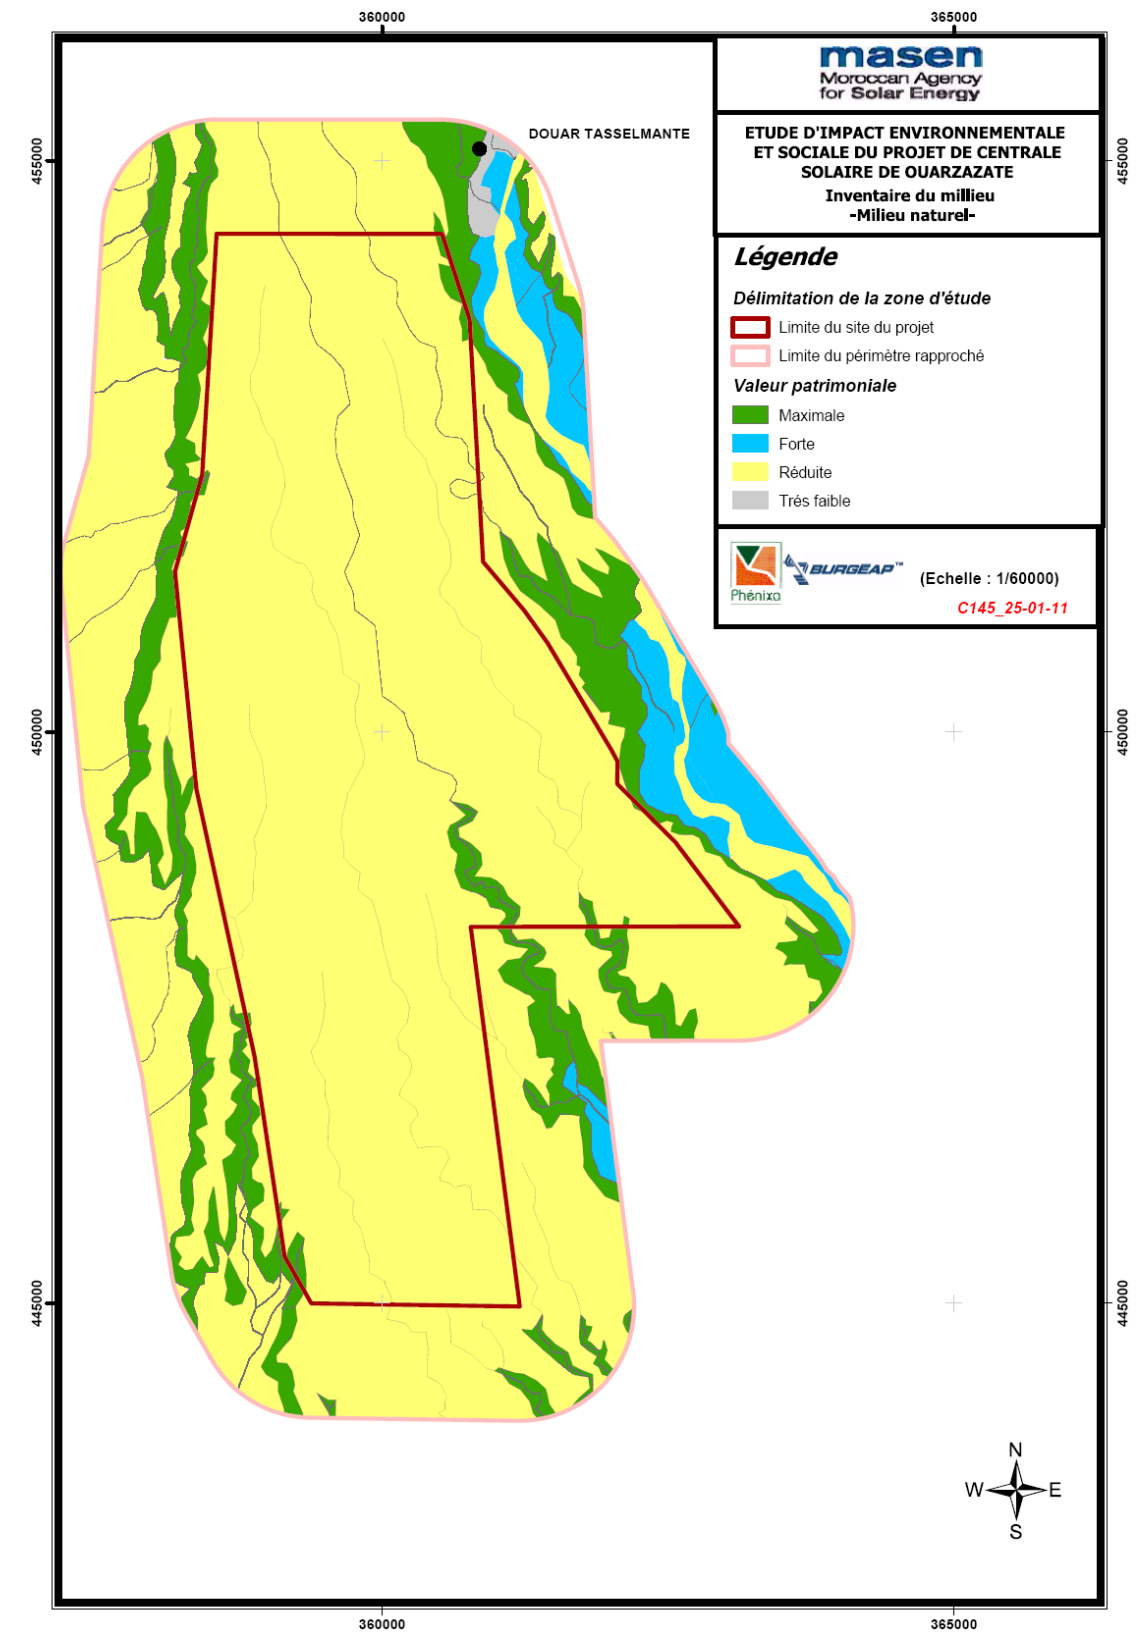 360000
365000
masen
Moroccan Agency
for Solar Energy
ETUDE D'IMPACT ENVIRONNEMENTALE
ET SOCIALE DU PROJET DE CENTRALE
SOLAIRE DE OUARZAZATE
Inventaire du millieu
-Milieu naturel-
DOUAR TASSELMANTE
455000
455000
Légende
Délimitation de la zone d'étude
Limite du site du projet
Limite du périmètre rapproché
Valeur patrimoniale
Maximale
Forte
Réduite
Trés faible
Phénixa
BURGEAP™
(Echelle : 1/60000)
C145_25-01-11
450000
450000
445000
445000
N
W
E
S
360000
365000